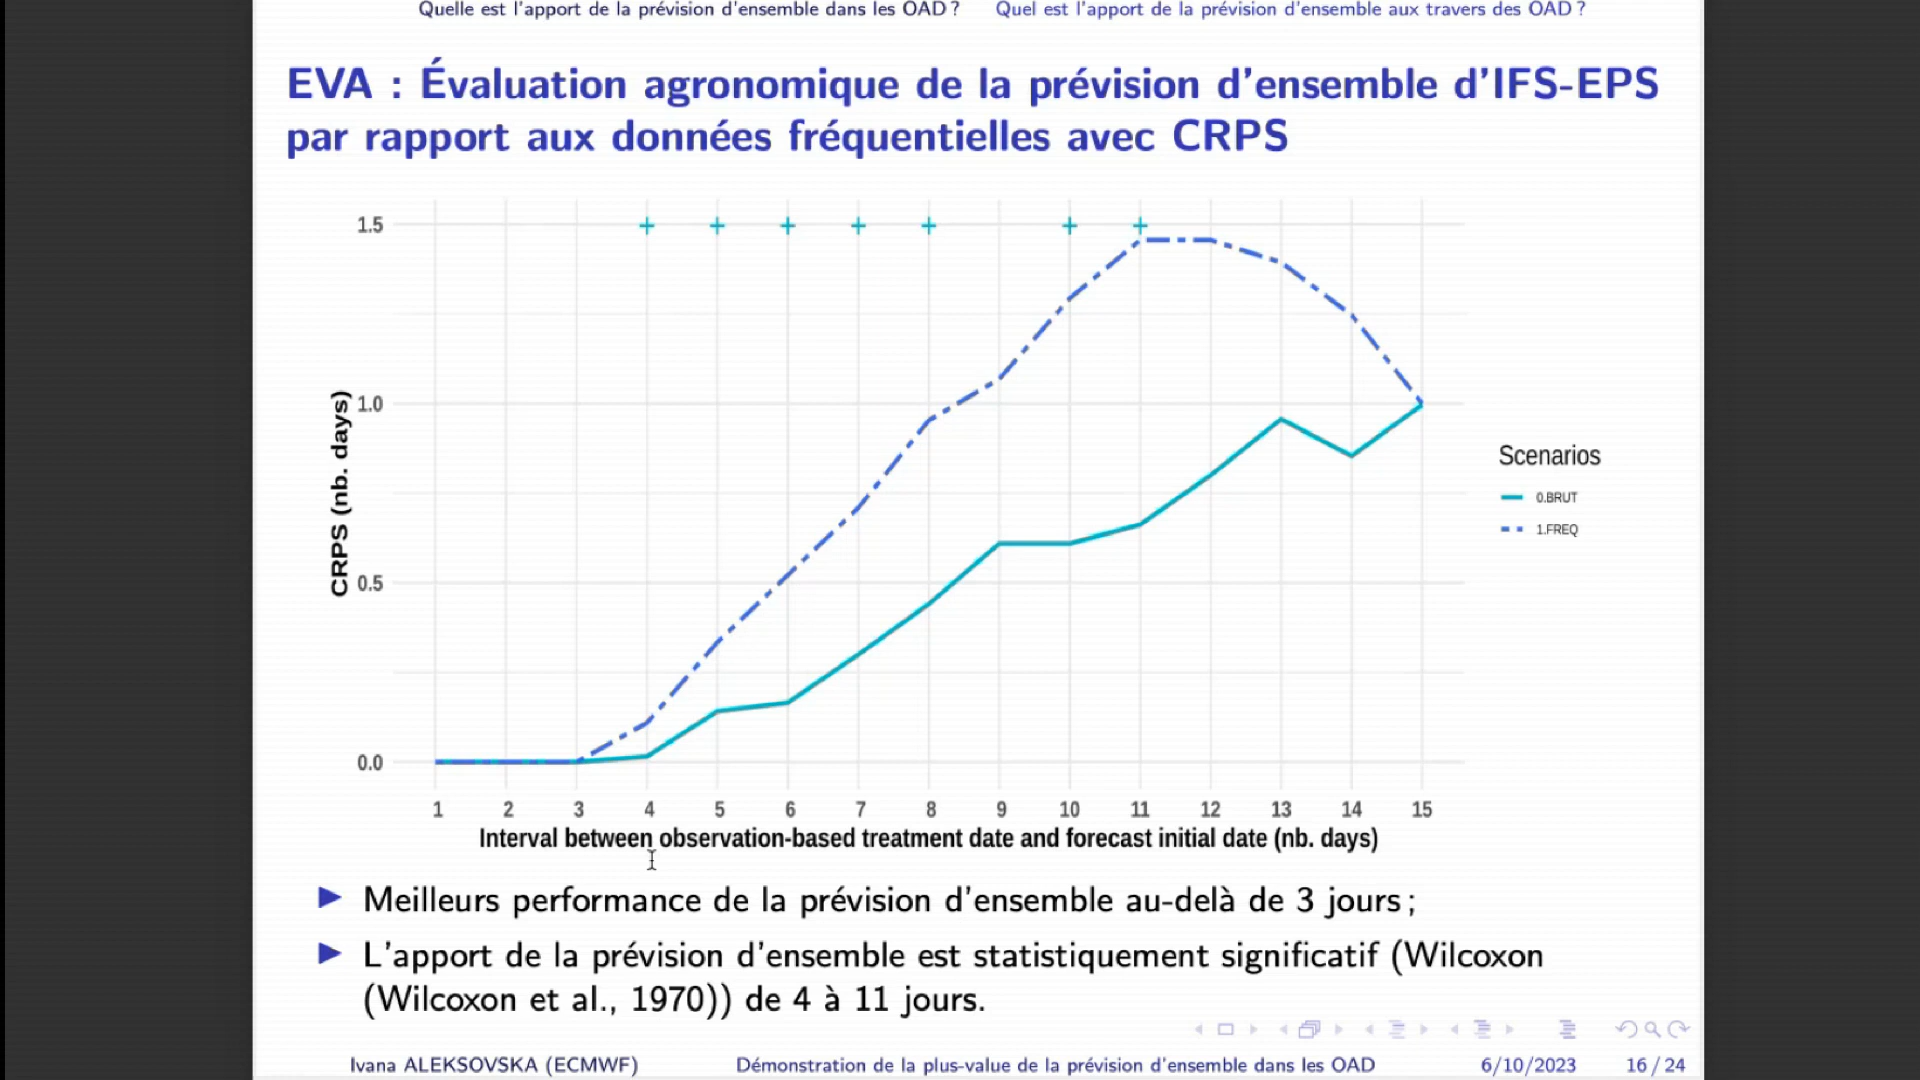 Quelle est l'apport de la prévision d'ensemble dans les OAD ? Quel est l'apport de la prévision d'ensemble aux travers des OAD ?
EVA : Évaluation agronomique de la prévision d'ensemble d'IFS-EPS
par rapport aux données fréquentielles avec CRPS
1.5
1.0
0.5
0.0
CRPS (nb. days)
1 2 3 4 5 6 7 8 9 10 11 12 13 14 15
Interval between observation-based treatment date and forecast initial date (nb. days)
Scenarios
0.BRUT
1.FREQ
Meilleurs performance de la prévision d'ensemble au-delà de 3 jours ;
L'apport de la prévision d'ensemble est statistiquement significatif (Wilcoxon
(Wilcoxon et al., 1970)) de 4 à 11 jours.
Ivana ALEKSOVSKA (ECMWF) Démonstration de la plus-value de la prévision d'ensemble dans les OAD 6/10/2023 16 / 24